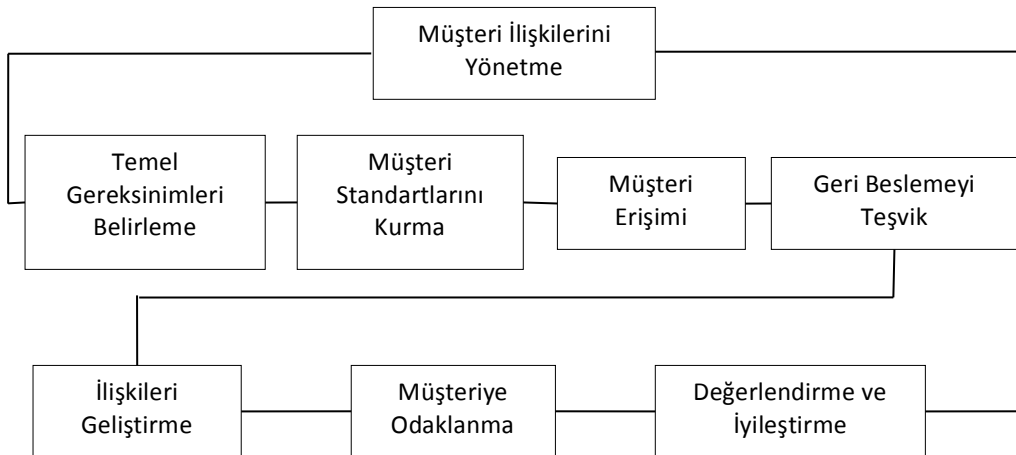 Müşteri İlişkilerini
Yönetme
Temel
Gereksinimleri
Belirleme
Müşteri
Standartlarını
Kurma
Müşteri
Erişimi
Geri Beslemeyi
Teşvik
İlişkileri
Geliştirme
Müşteriye
Odaklanma
Değerlendirme ve
İyileştirme